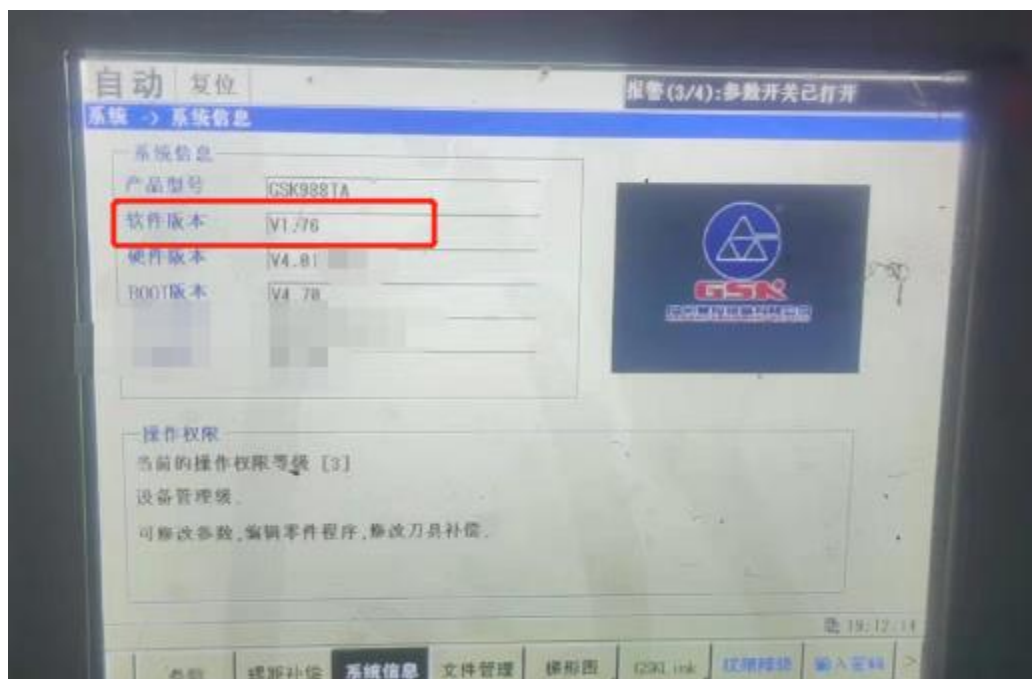 自动 复位
报警(3/4):参数开关已打开
系统 -> 系统信息
系统信息
产品型号 GSK988TA
软件版本 V1.76
硬件版本 V4.01
BOOT版本 V4.70
GSK
操作权限
当前的操作权限等级 [3]
设备管理级.
可修改参数,编辑零件程序,修改刀具补偿.
19:12:14
参数 螺距补偿 系统信息 文件管理 梯形图 GSKLink 权限降级 输入密码 >